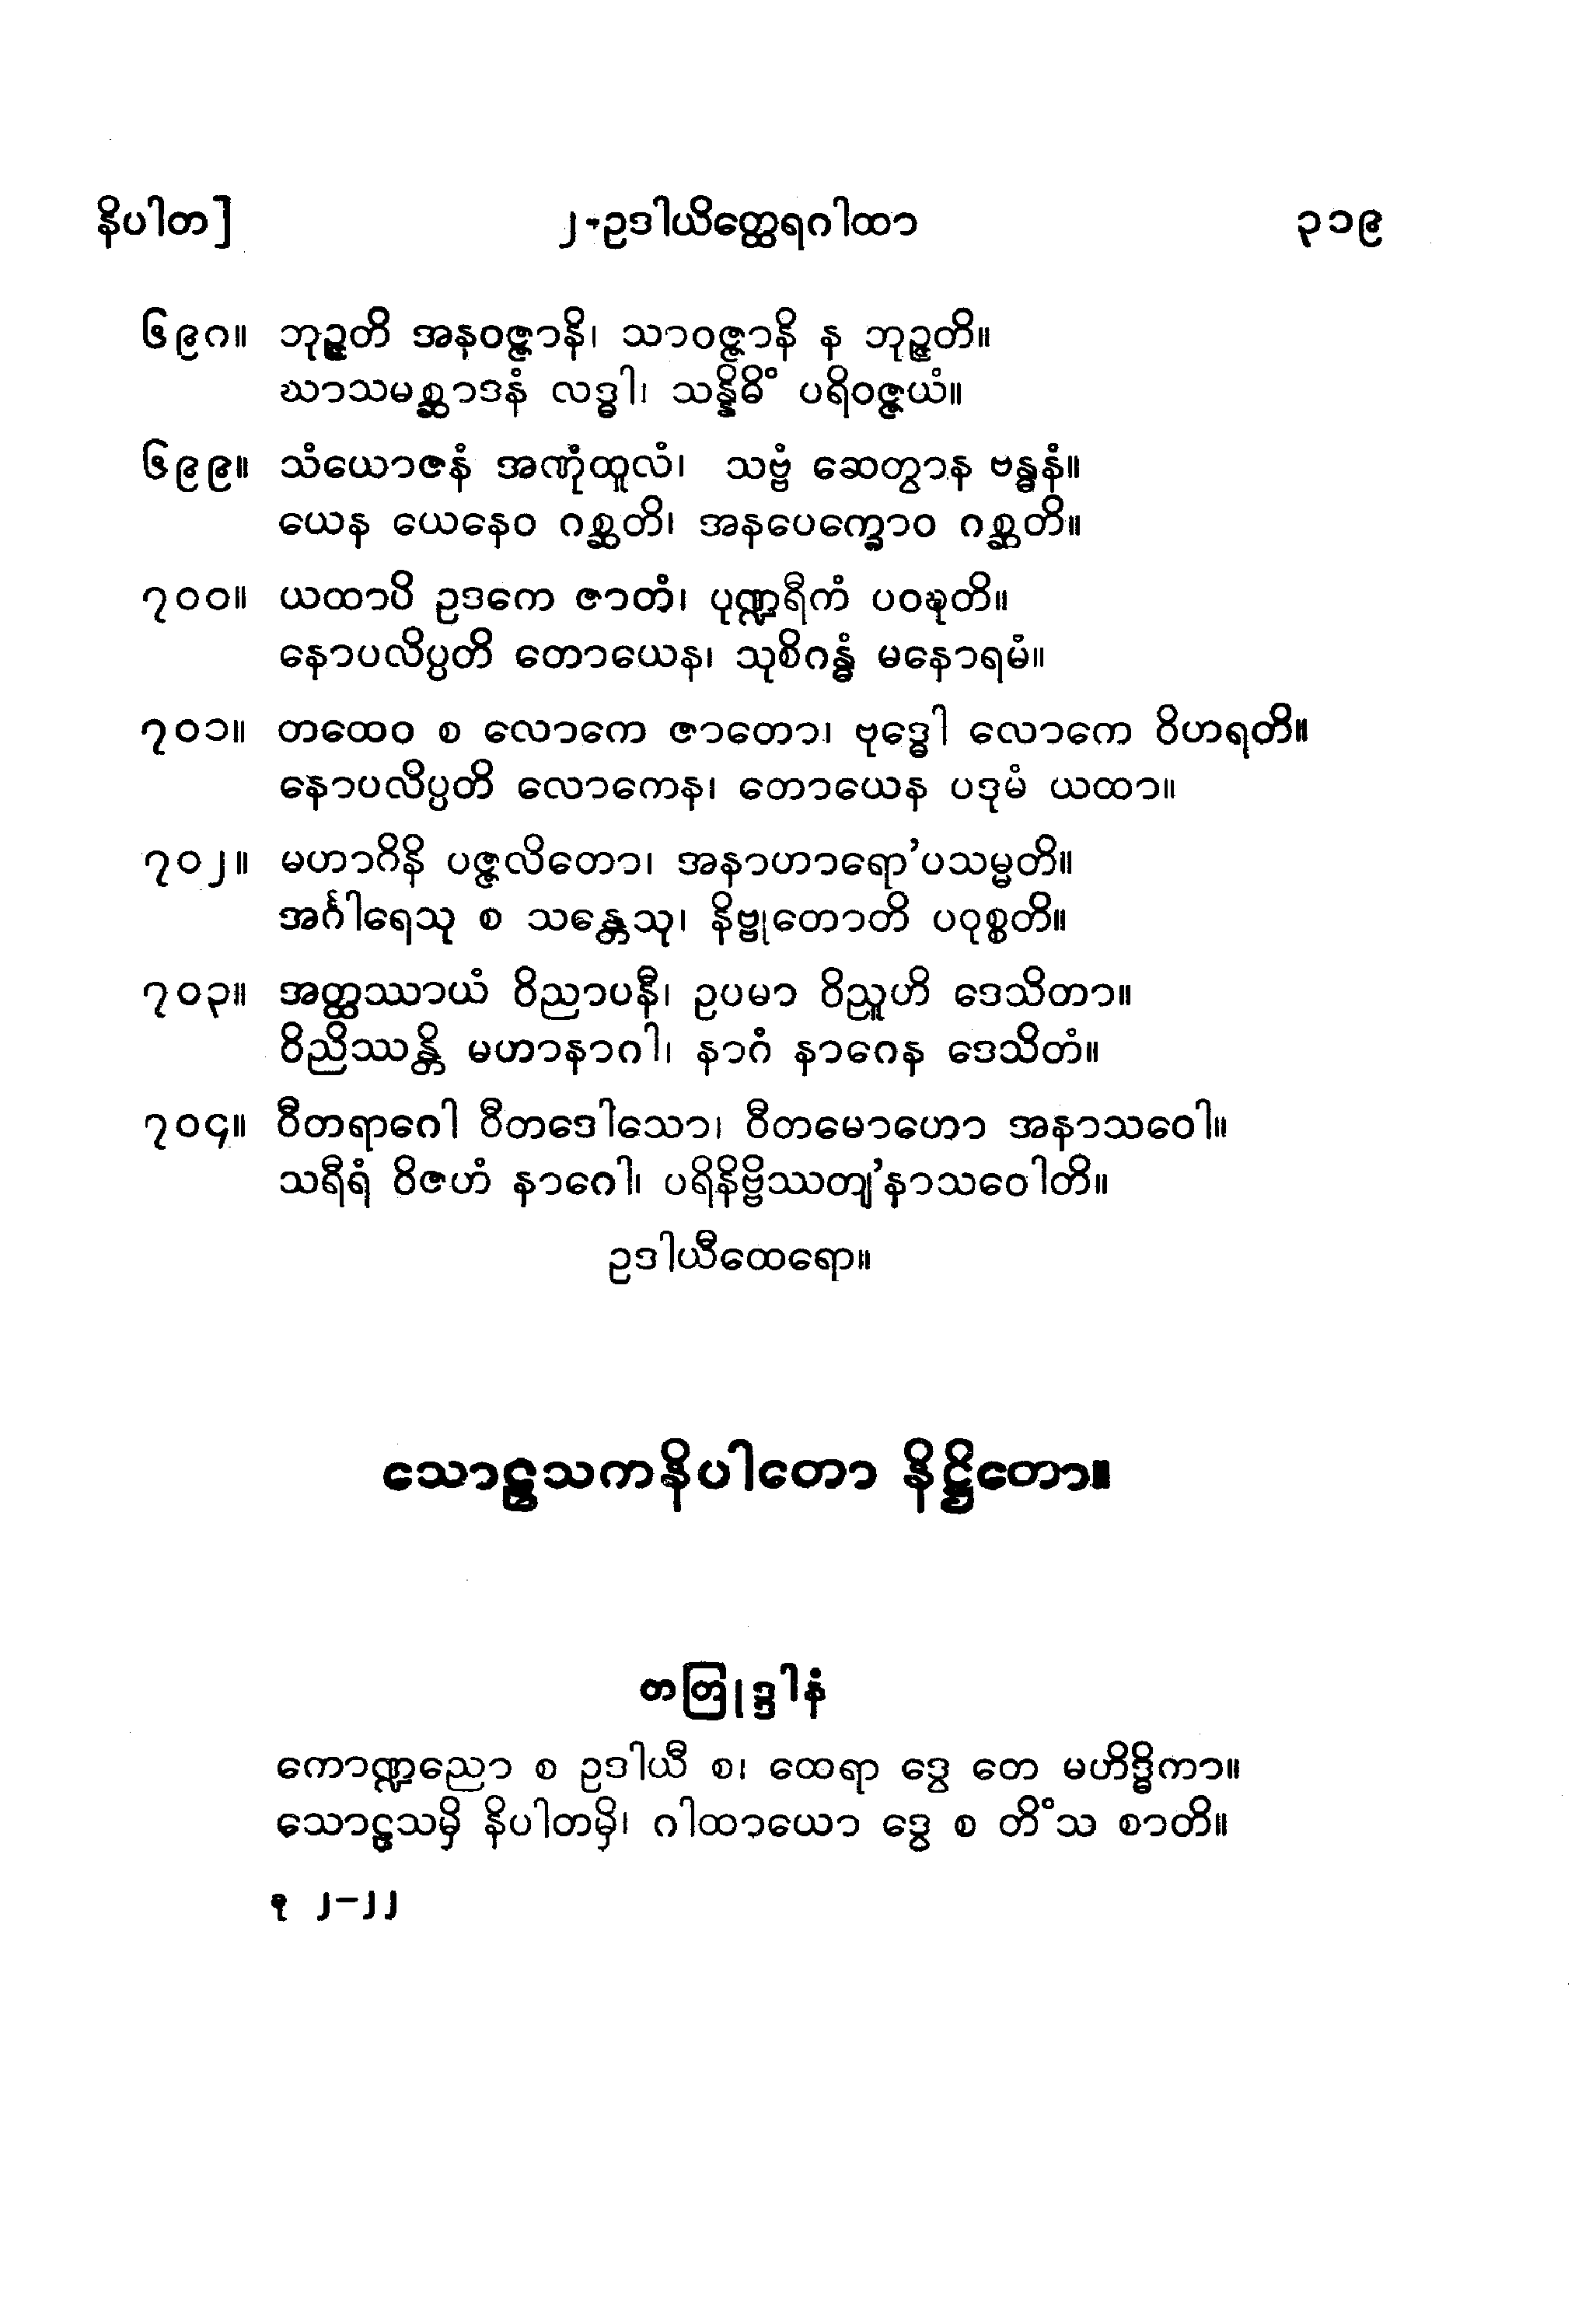 နိပါတ]    ၂-ဥဒါယိတ္ထေရဂါထာ    ၃၁၉
၆၉၈။ ဘုဉ္ဇတိ အနဝဇ္ဇာနိ၊ သာဝဇ္ဇာနိ န ဘုဉ္ဇတိ။
ဃာသမစ္ဆာဒနံ လဒ္ဓါ၊ သန္နိဓိံ ပရိဝဇ္ဇယံ။
၆၉၉။ သံယောဇနံ အဏုံထူလံ၊ သဗ္ဗံ ဆေတွာန ဗန္ဓနံ။
ယေန ယေနေဝ ဂစ္ဆတိ၊ အနပေက္ခောဝ ဂစ္ဆတိ။
၇၀၀။ ယထာပိ ဥဒကေ ဇာတံ၊ ပုဏ္ဍရီကံ ပဝဍ္ဎတိ။
နောပလိပ္ပတိ တောယေန၊ သုစိဂန္ဓံ မနောရမံ။
၇၀၁။ တထေဝ စ လောကေ ဇာတော၊ ဗုဒ္ဓေါ လောကေ ဝိဟရတိ။
နောပလိပ္ပတိ လောကေန၊ တောယေန ပဒုမံ ယထာ။
၇၀၂။ မဟာဂိနိ ပဇ္ဇလိတော၊ အနာဟာရော’ပသမ္မတိ။
အင်္ဂါရေသု စ သန္တေသု၊ နိဗ္ဗုတောတိ ပဝုစ္စတိ။
၇၀၃။ အတ္ထဿာယံ ဝိညာပနီ၊ ဥပမာ ဝိညူဟိ ဒေသိတာ။
ဝိညိဿန္တိ မဟာနာဂါ၊ နာဂံ နာဂေန ဒေသိတံ။
၇၀၄။ ဝီတရာဂေါ ဝီတဒေါသော၊ ဝီတမောဟော အနာသဝေါ။
သရီရံ ဝိဇဟံ နာဂေါ၊ ပရိနိဗ္ဗိဿတျ’နာသဝေါတိ။
ဥဒါယီထေရော။
သောဠသကနိပါတော နိဋ္ဌိတော။
တတြုဒ္ဒါနံ
ကောဏ္ဍညော စ ဥဒါယီ စ၊ ထေရာ ဒွေ တေ မဟိဒ္ဓိကာ။
သောဠသမှိ နိပါတမှိ၊ ဂါထာယော ဒွေ စ တိံသ စာတိ။
ခု ၂-၂၂